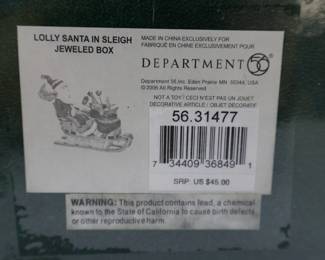 LOLLY SANTA IN SLEIGH
JEWELED BOX
MADE IN CHINA EXCLUSIVELY FOR
FABRIQUÉ EN CHINE EXCLUSIVEMENT POUR
DEPARTMENT 56
Department 56, Inc. Eden Prairie MN 55344, USA
© 2006 All Rights Reserved
NOT A TOY / CECI N'EST PAS UN JOUET
DECORATIVE ARTICLE / OBJET DÉCORATIF
56.31477
7 34409 36849 1
SRP: US $45.00
WARNING: This product contains lead, a chemical
known to the State of California to cause birth defects
or other reproductive harm.